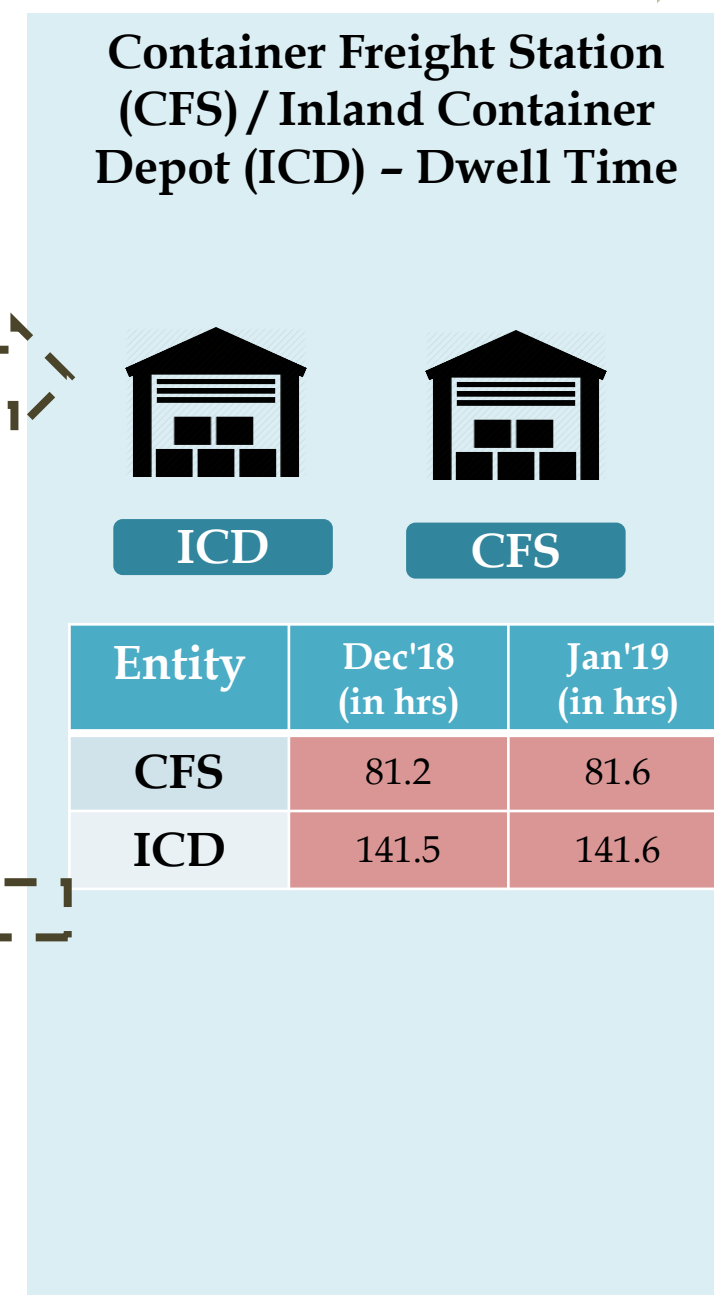 Container Freight Station
(CFS) / Inland Container
Depot (ICD) – Dwell Time
ICD
CFS
Entity Dec'18 (in hrs) Jan'19 (in hrs)
CFS 81.2 81.6
ICD 141.5 141.6